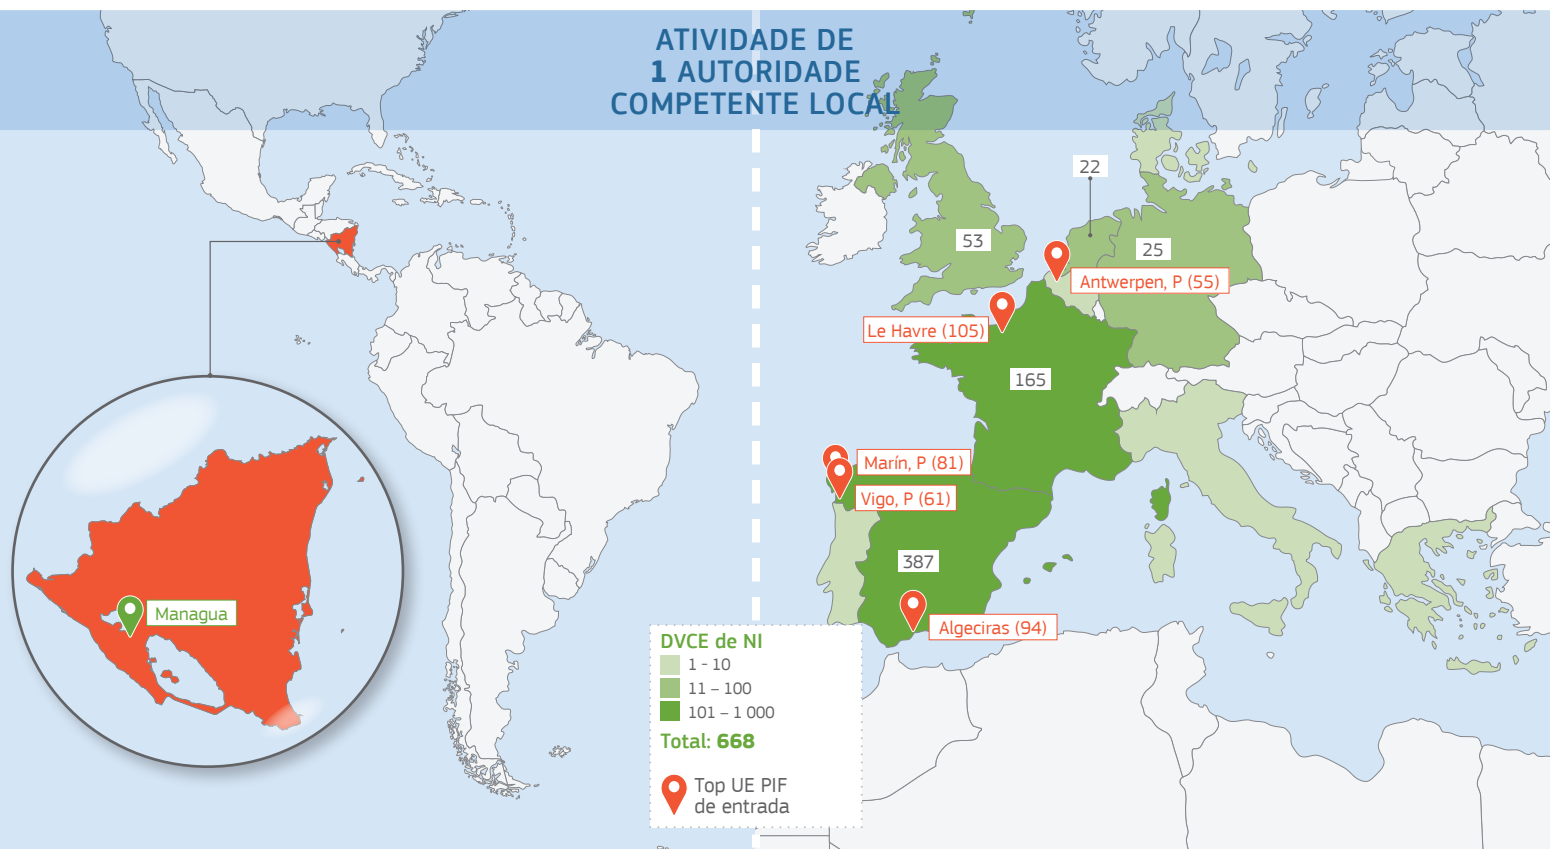 ATIVIDADE DE
1 AUTORIDADE
COMPETENTE LOCAL
22
53
25
Antwerpen, P (55)
Le Havre (105)
165
Marín, P (81)
Vigo, P (61)
387
Managua
Algeciras (94)
DVCE de NI
1 - 10
11 – 100
101 – 1 000
Total: 668
Top UE PIF
de entrada